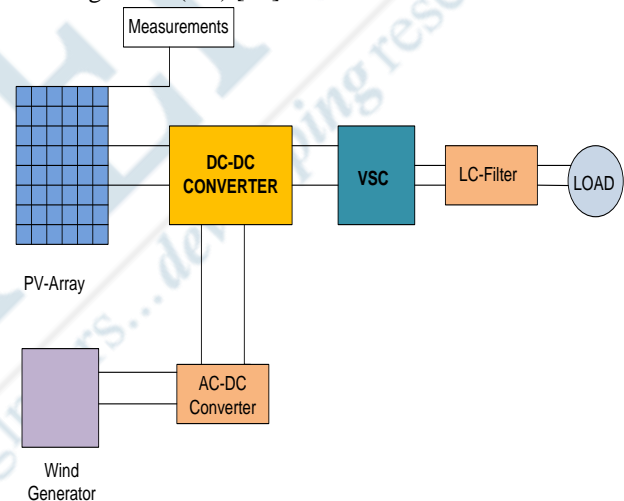 Measurements
DC-DC
CONVERTER
VSC
LC-Filter
LOAD
PV-Array
AC-DC
Converter
Wind
Generator